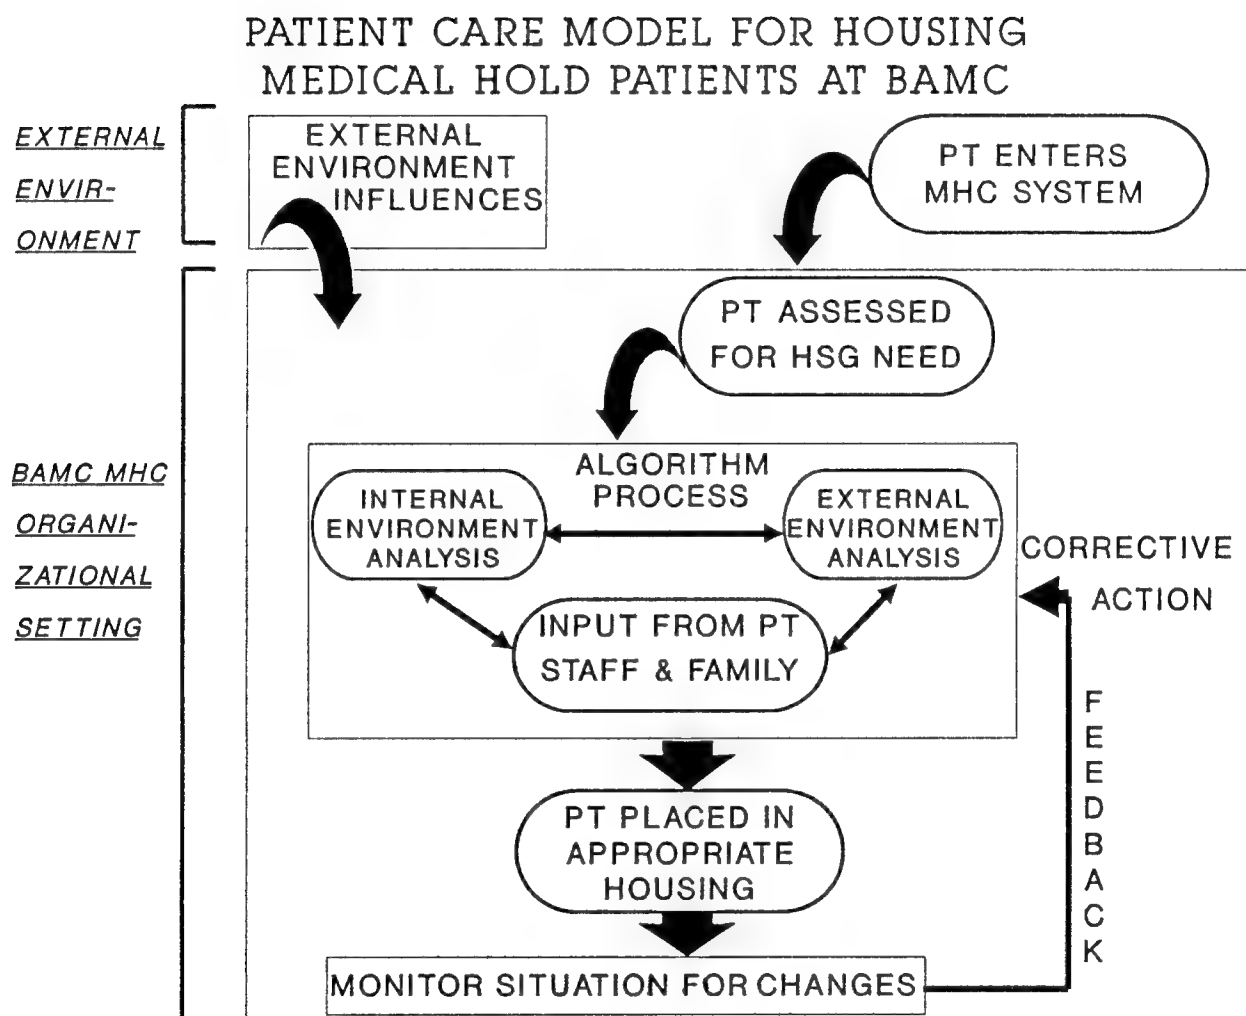 PATIENT CARE MODEL FOR HOUSING
MEDICAL HOLD PATIENTS AT BAMC
EXTERNAL
ENVIR-
ONMENT
EXTERNAL
ENVIRONMENT
INFLUENCES
PT ENTERS
MHC SYSTEM
PT ASSESSED
FOR HSG NEED
BAMC MHC
ORGANI-
ZATIONAL
SETTING
ALGORITHM
PROCESS
INTERNAL
ENVIRONMENT
ANALYSIS
EXTERNAL
ENVIRONMENT
ANALYSIS
INPUT FROM PT
STAFF & FAMILY
CORRECTIVE
ACTION
PT PLACED IN
APPROPRIATE
HOUSING
MONITOR SITUATION FOR CHANGES
F
E
E
D
B
A
C
K